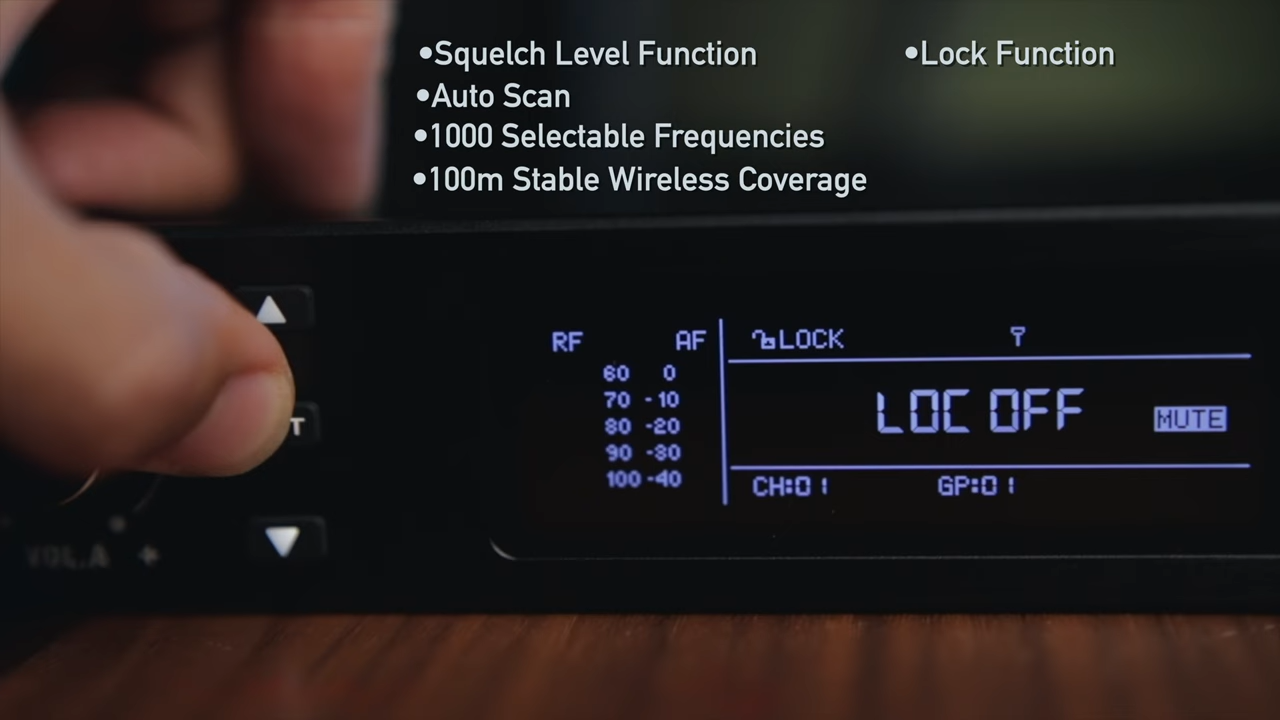 •Squelch Level Function
•Auto Scan
•1000 Selectable Frequencies
•100m Stable Wireless Coverage
•Lock Function
RF AF
60 0
70 -10
80 -20
90 -30
100 -40
LOCK
LOC OFF
MUTE
CH:01 GP:01
T
VOL.A +